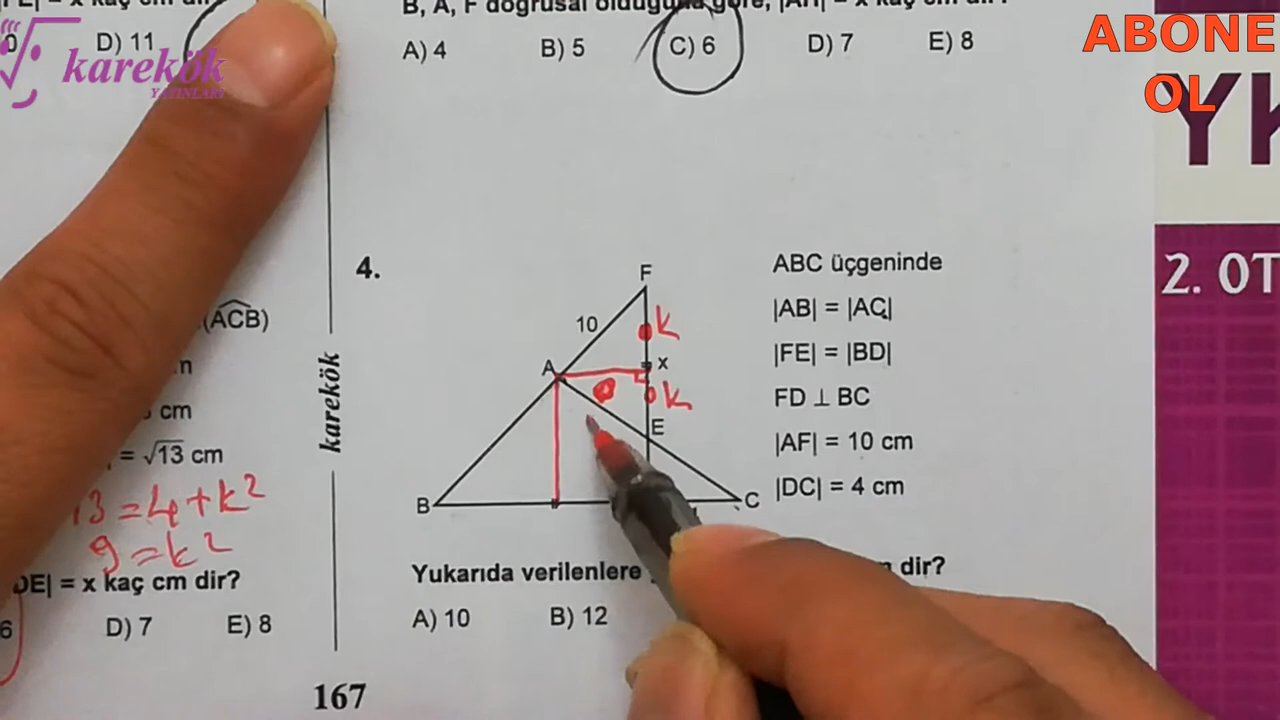 ABONE
OL
karekök
YAYINLARI
D) 11
B, A, F doğrusal olduğuna göre, |AH| = x kaç cm dir?
A) 4 B) 5 C) 6 D) 7 E) 8
YK
2. OT
(ACB)
cm
= √13 cm
13 = 4 + k²
9 = k²
DE| = x kaç cm dir?
6 D) 7 E) 8
karekök
167
4.
F
10
k
A
x
k
E
B
C
ABC üçgeninde
|AB| = |AC|
|FE| = |BD|
FD ⊥ BC
|AF| = 10 cm
|DC| = 4 cm
Yukarıda verilenlere dir?
A) 10 B) 12